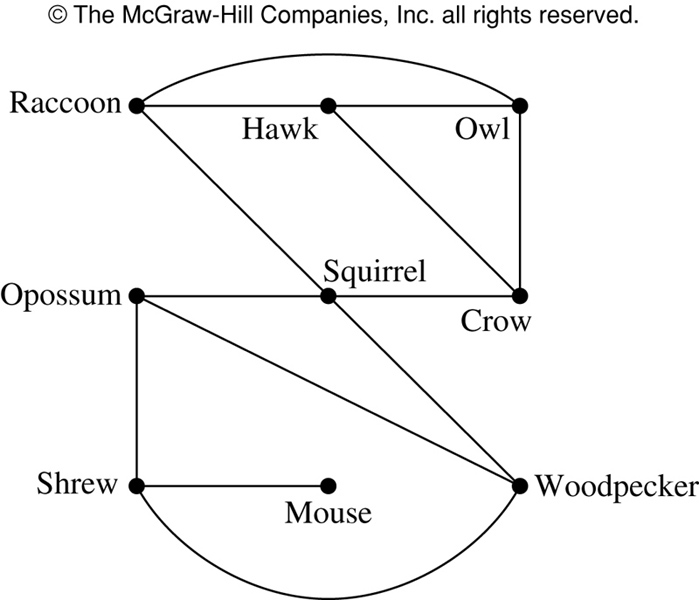 © The McGraw-Hill Companies, Inc. all rights reserved.
Raccoon
Hawk
Owl
Squirrel
Opossum
Crow
Shrew
Mouse
Woodpecker